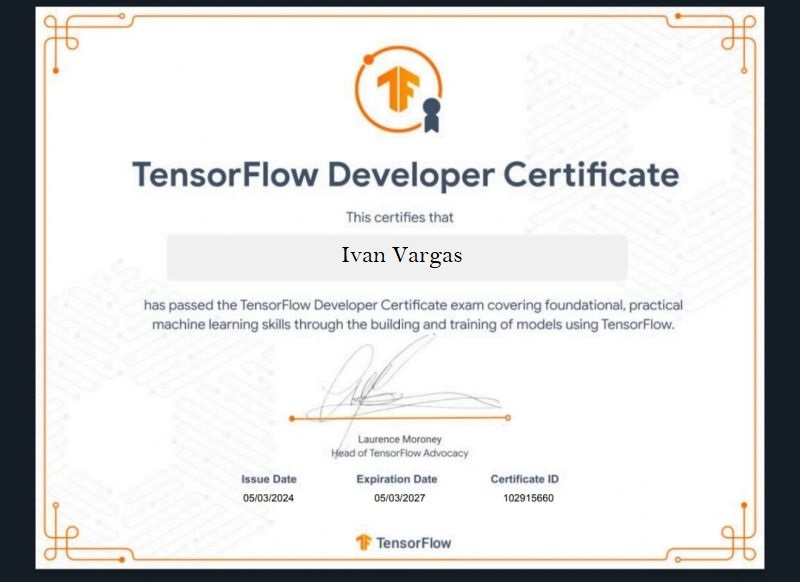 TF
TensorFlow Developer Certificate
This certifies that
Ivan Vargas
has passed the TensorFlow Developer Certificate exam covering foundational, practical
machine learning skills through the building and training of models using TensorFlow.
Laurence Moroney
Head of TensorFlow Advocacy
Issue Date Expiration Date Certificate ID
05/03/2024 05/03/2027 102915660
TensorFlow